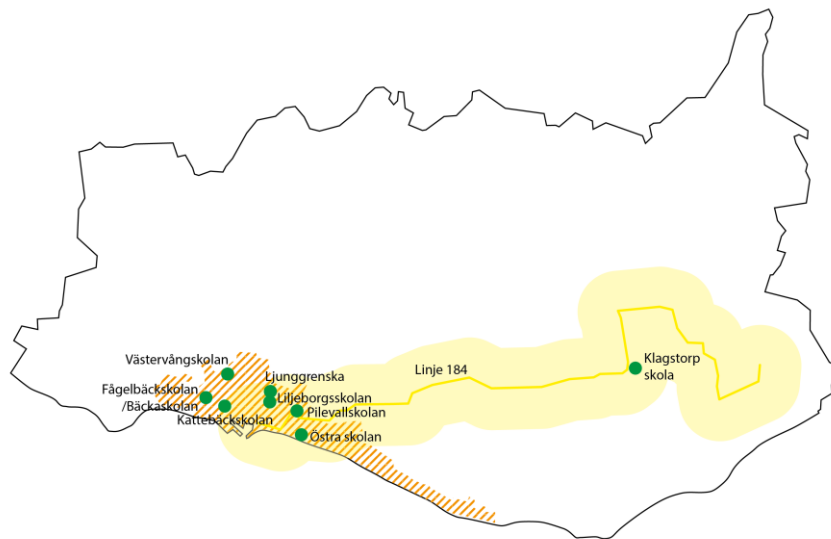 Västervångskolan
Fågelbäckskolan
/Bäckaskolan
Kattebäckskolan
Ljunggrenska
Liljeborgsskolan
Pilevallskolan
Östra skolan
Linje 184
Klagstorp
skola